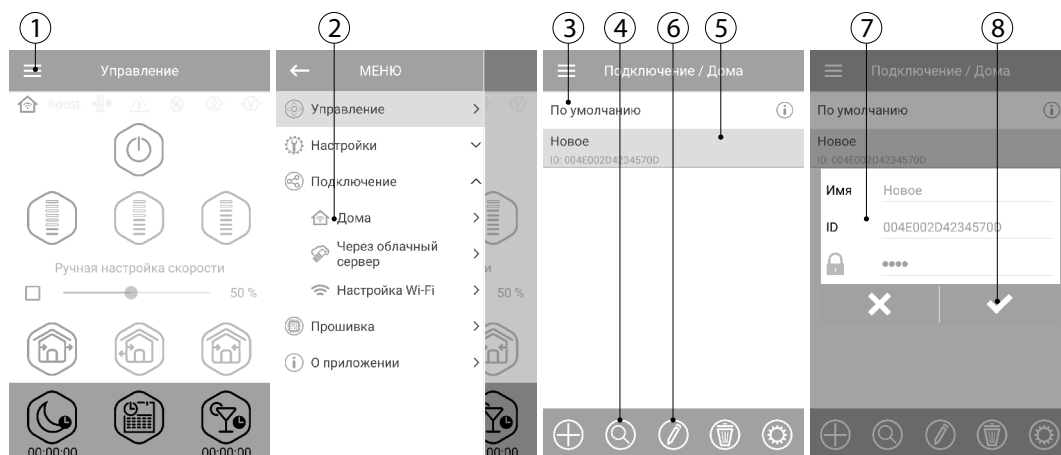 1
2
3
4
6
5
7
8
Управление
Boost
Ручная настройка скорости
50 %
00:00:00
00:00:00
МЕНЮ
Управление
Настройки
Подключение
Дома
Через облачный
сервер
Настройка Wi-Fi
Прошивка
О приложении
и
50 %
00:00
Подключение / Дома
По умолчанию
Новое
ID: 004E002D4234570D
Подключение / Дома
По умолчанию
Новое
ID: 004E002D4234570D
Имя
Новое
ID
004E002D4234570D